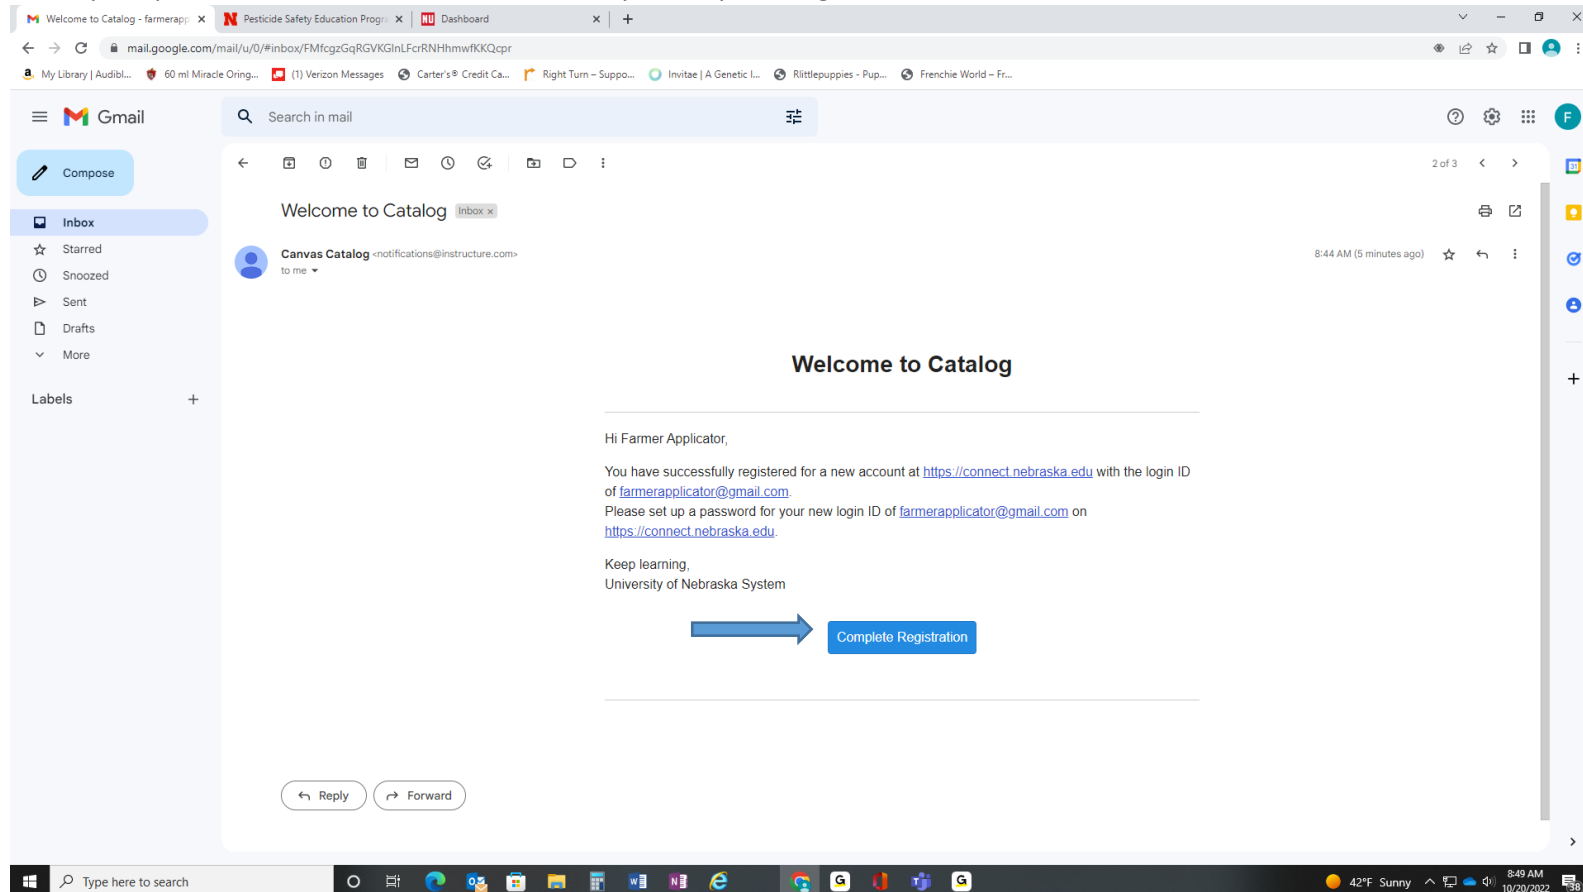 Welcome to Catalog - farmerapp
Pesticide Safety Education Progra
Dashboard
mail.google.com/mail/u/0/#inbox/FMfcgzGqRGVKGlnLFcrRNHhmwfKKQcpr
My Library | Audibl...
60 ml Miracle Oring...
(1) Verizon Messages
Carter's® Credit Ca...
Right Turn – Suppo...
Invitae | A Genetic I...
Rlittlepuppies - Pup...
Frenchie World – Fr...
Gmail
Search in mail
F
Compose
2 of 3
31
Welcome to Catalog
Inbox x
Inbox
Starred
Snoozed
Sent
Drafts
More
Labels
Canvas Catalog <notifications@instructure.com>
to me
8:44 AM (5 minutes ago)
Welcome to Catalog
Hi Farmer Applicator,
You have successfully registered for a new account at https://connect.nebraska.edu with the login ID
of farmerapplicator@gmail.com.
Please set up a password for your new login ID of farmerapplicator@gmail.com on
https://connect.nebraska.edu.
Keep learning,
University of Nebraska System
Complete Registration
Reply
Forward
Type here to search
42°F Sunny
8:49 AM
10/20/2022
38